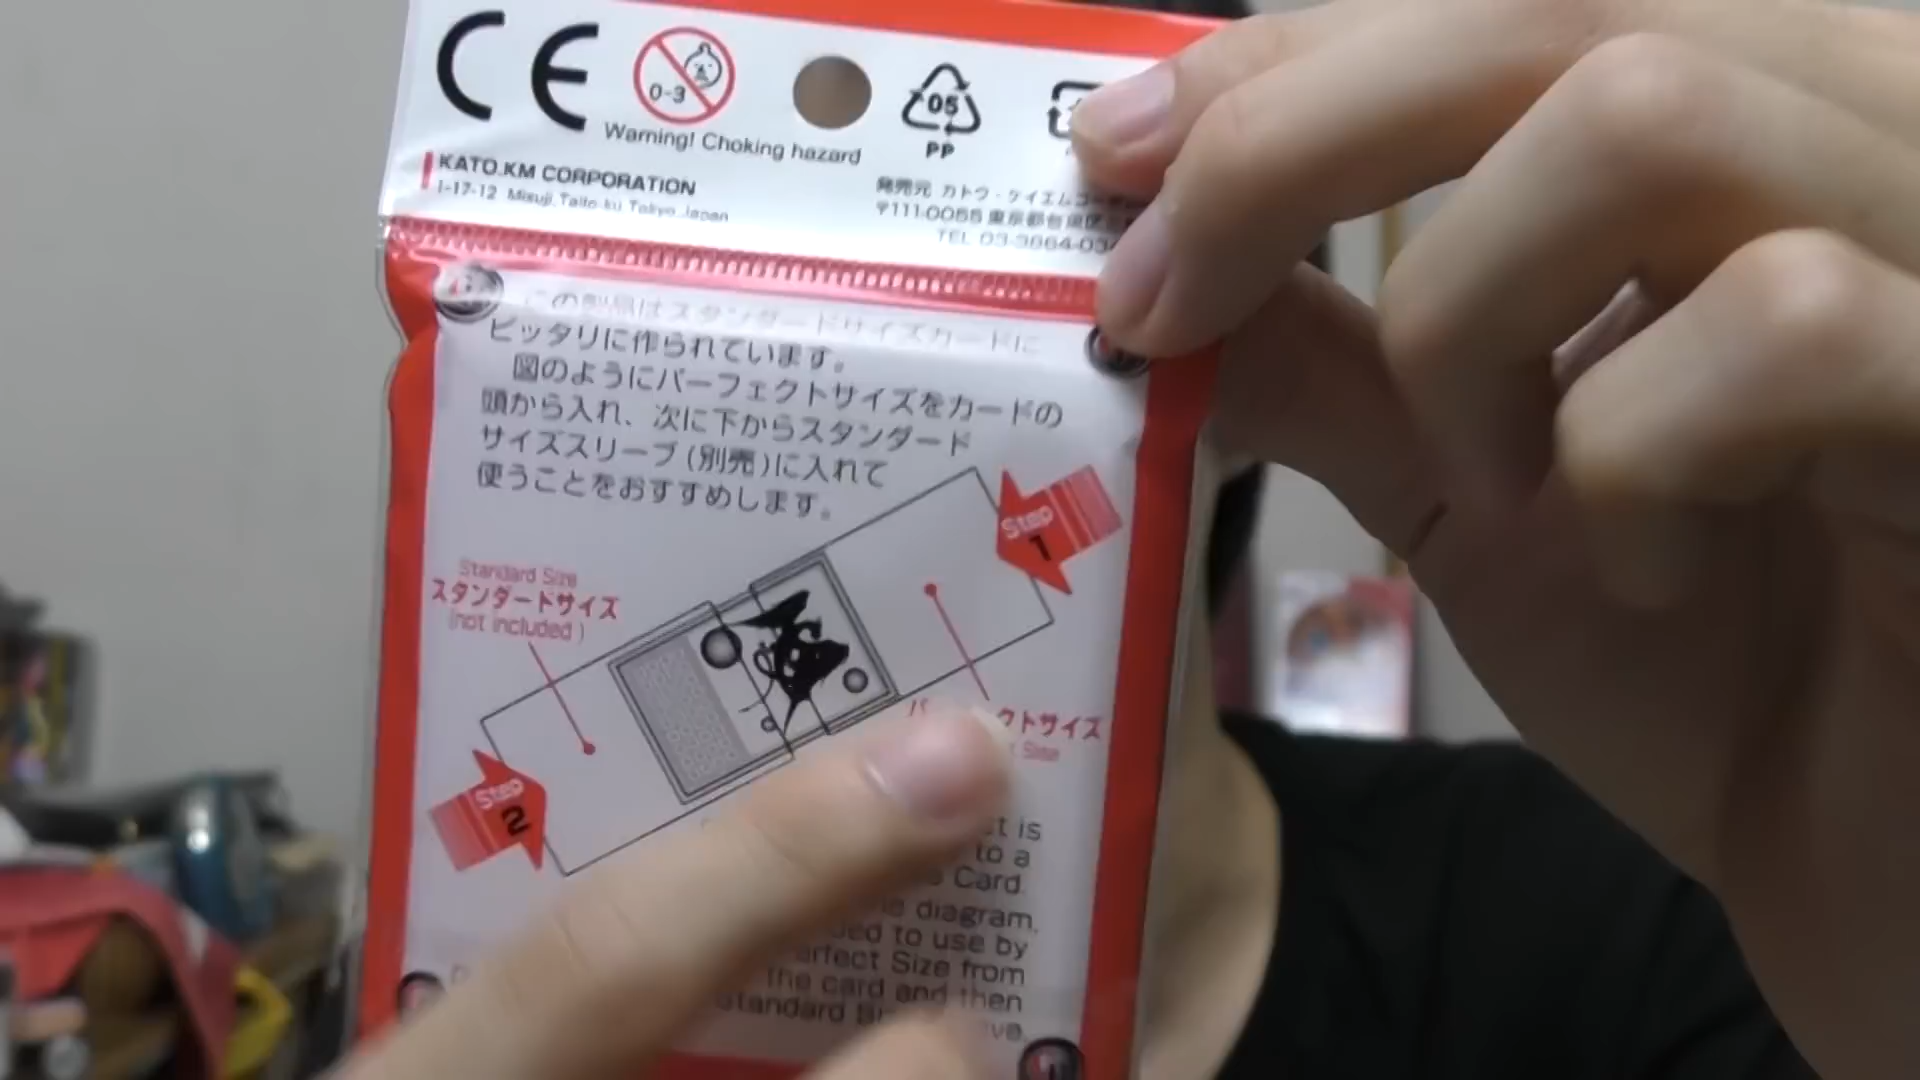 CE
0-3
Warning! Choking hazard
05
PP
KATO.KM CORPORATION
1-17-12 Misuji, Taito-ku Tokyo Japan
発売元 カトウ・ケイエムコー
〒111-0055 東京都台東区
TEL 03-3864-03
この製品はスタンダードサイズカードに
ピッタリに作られています。
図のようにパーフェクトサイズをカードの
頭から入れ、次に下からスタンダード
サイズスリーブ(別売)に入れて
使うことをおすすめします。
Step
1
Standard Size
スタンダードサイズ
(not included)
クトサイズ
Size
Step
2
is
to a
Card.
diagram,
to use by
Size from
the card and then
standard